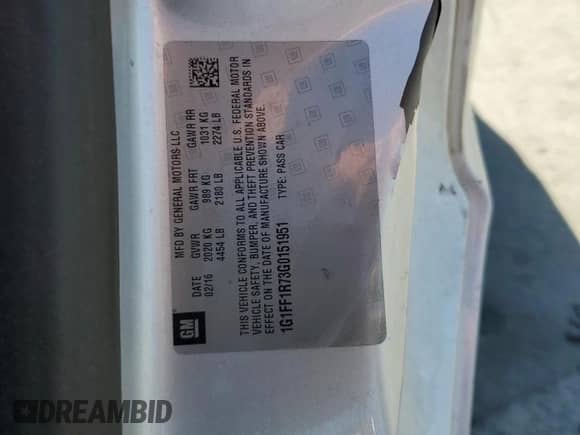 MFD BY GENERAL MOTORS LLC
DATE GVWR GAWR FRT GAWR RR
02/16 2020 KG 989 KG 1031 KG
4454 LB 2180 LB 2274 LB
THIS VEHICLE CONFORMS TO ALL APPLICABLE U.S. FEDERAL MOTOR
VEHICLE SAFETY, BUMPER, AND THEFT PREVENTION STANDARDS IN
EFFECT ON THE DATE OF MANUFACTURE SHOWN ABOVE.
1G1FF1R73G0151951 TYPE: PASS CAR
GM
DREAMBID